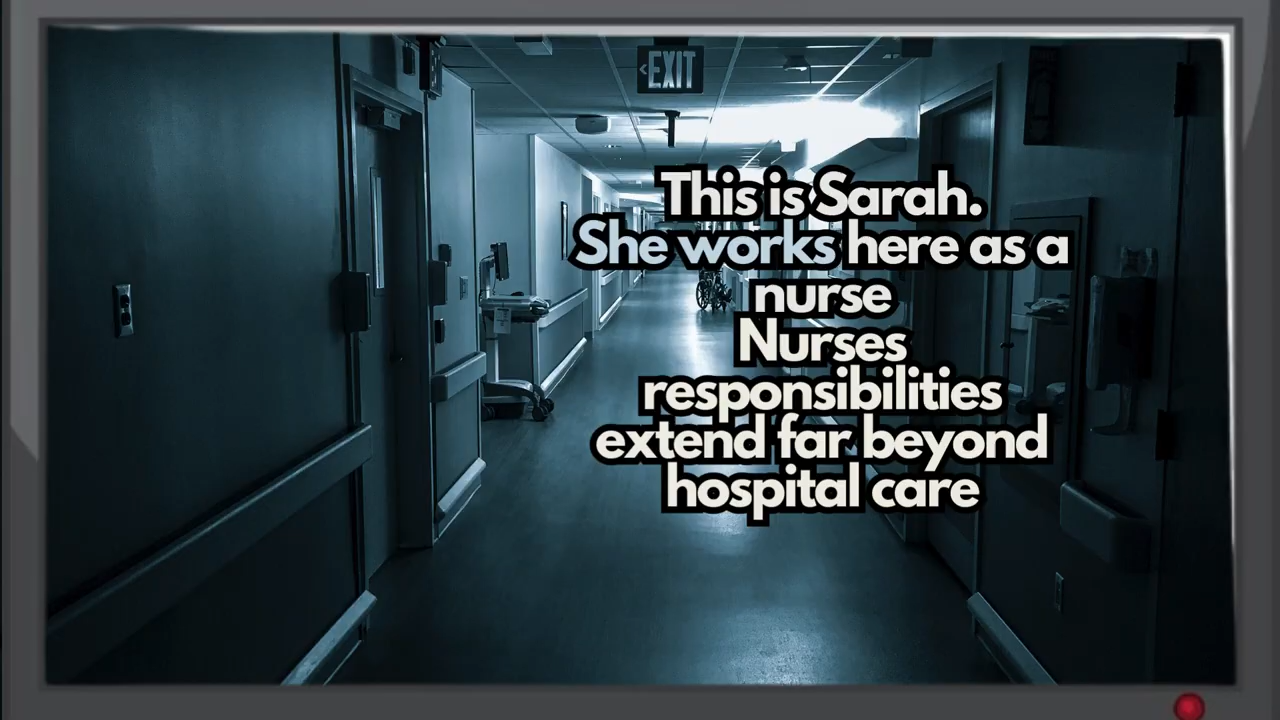 <EXIT
This is Sarah.
She works here as a
nurse
Nurses
responsibilities
extend far beyond
hospital care